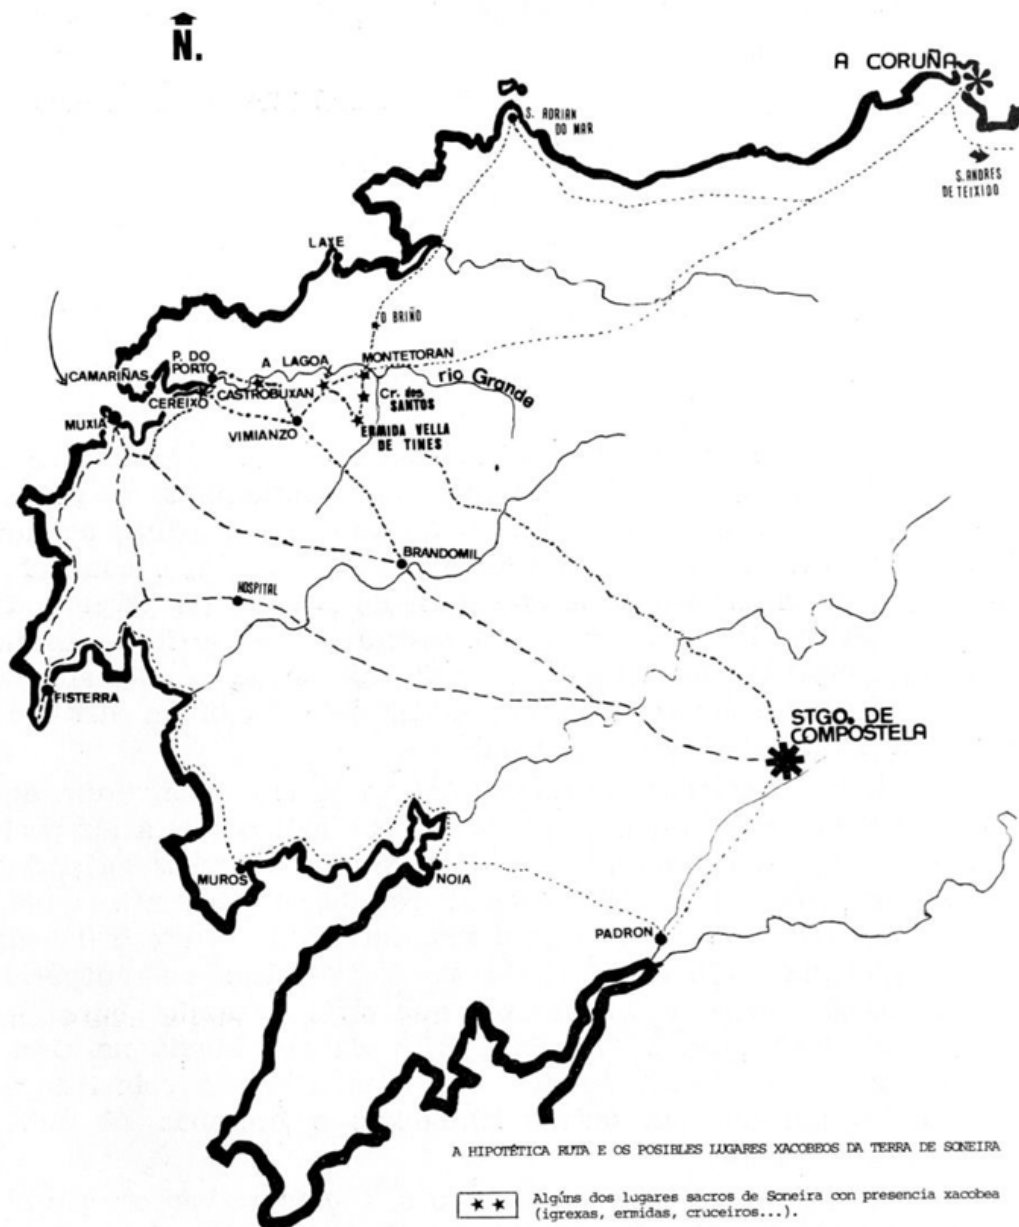 N.
A CORUÑA
S. ADRIAN
DO MAR
S. ANDRES
DE TEIXIDO
LAXE
O BRIÑO
P. DO
PORTO
A LAGOA
MONTETORAN
rio Grande
CAMARIÑAS
CEREIXO
CASTROBUXAN
Cr. dos
SANTOS
MUXIA
VIMIANZO
ERMIDA VELLA
DE TINES
BRANDOMIL
HOSPITAL
FISTERRA
STGO. DE
COMPOSTELA
MUROS
NOIA
PADRON
A HIPOTÉTICA RUTA E OS POSIBLES LUGARES XACOBEOS DA TERRA DE SONEIRA
Algúns dos lugares sacros de Soneira con presencia xacobea
(igrexas, ermidas, cruceiros...).